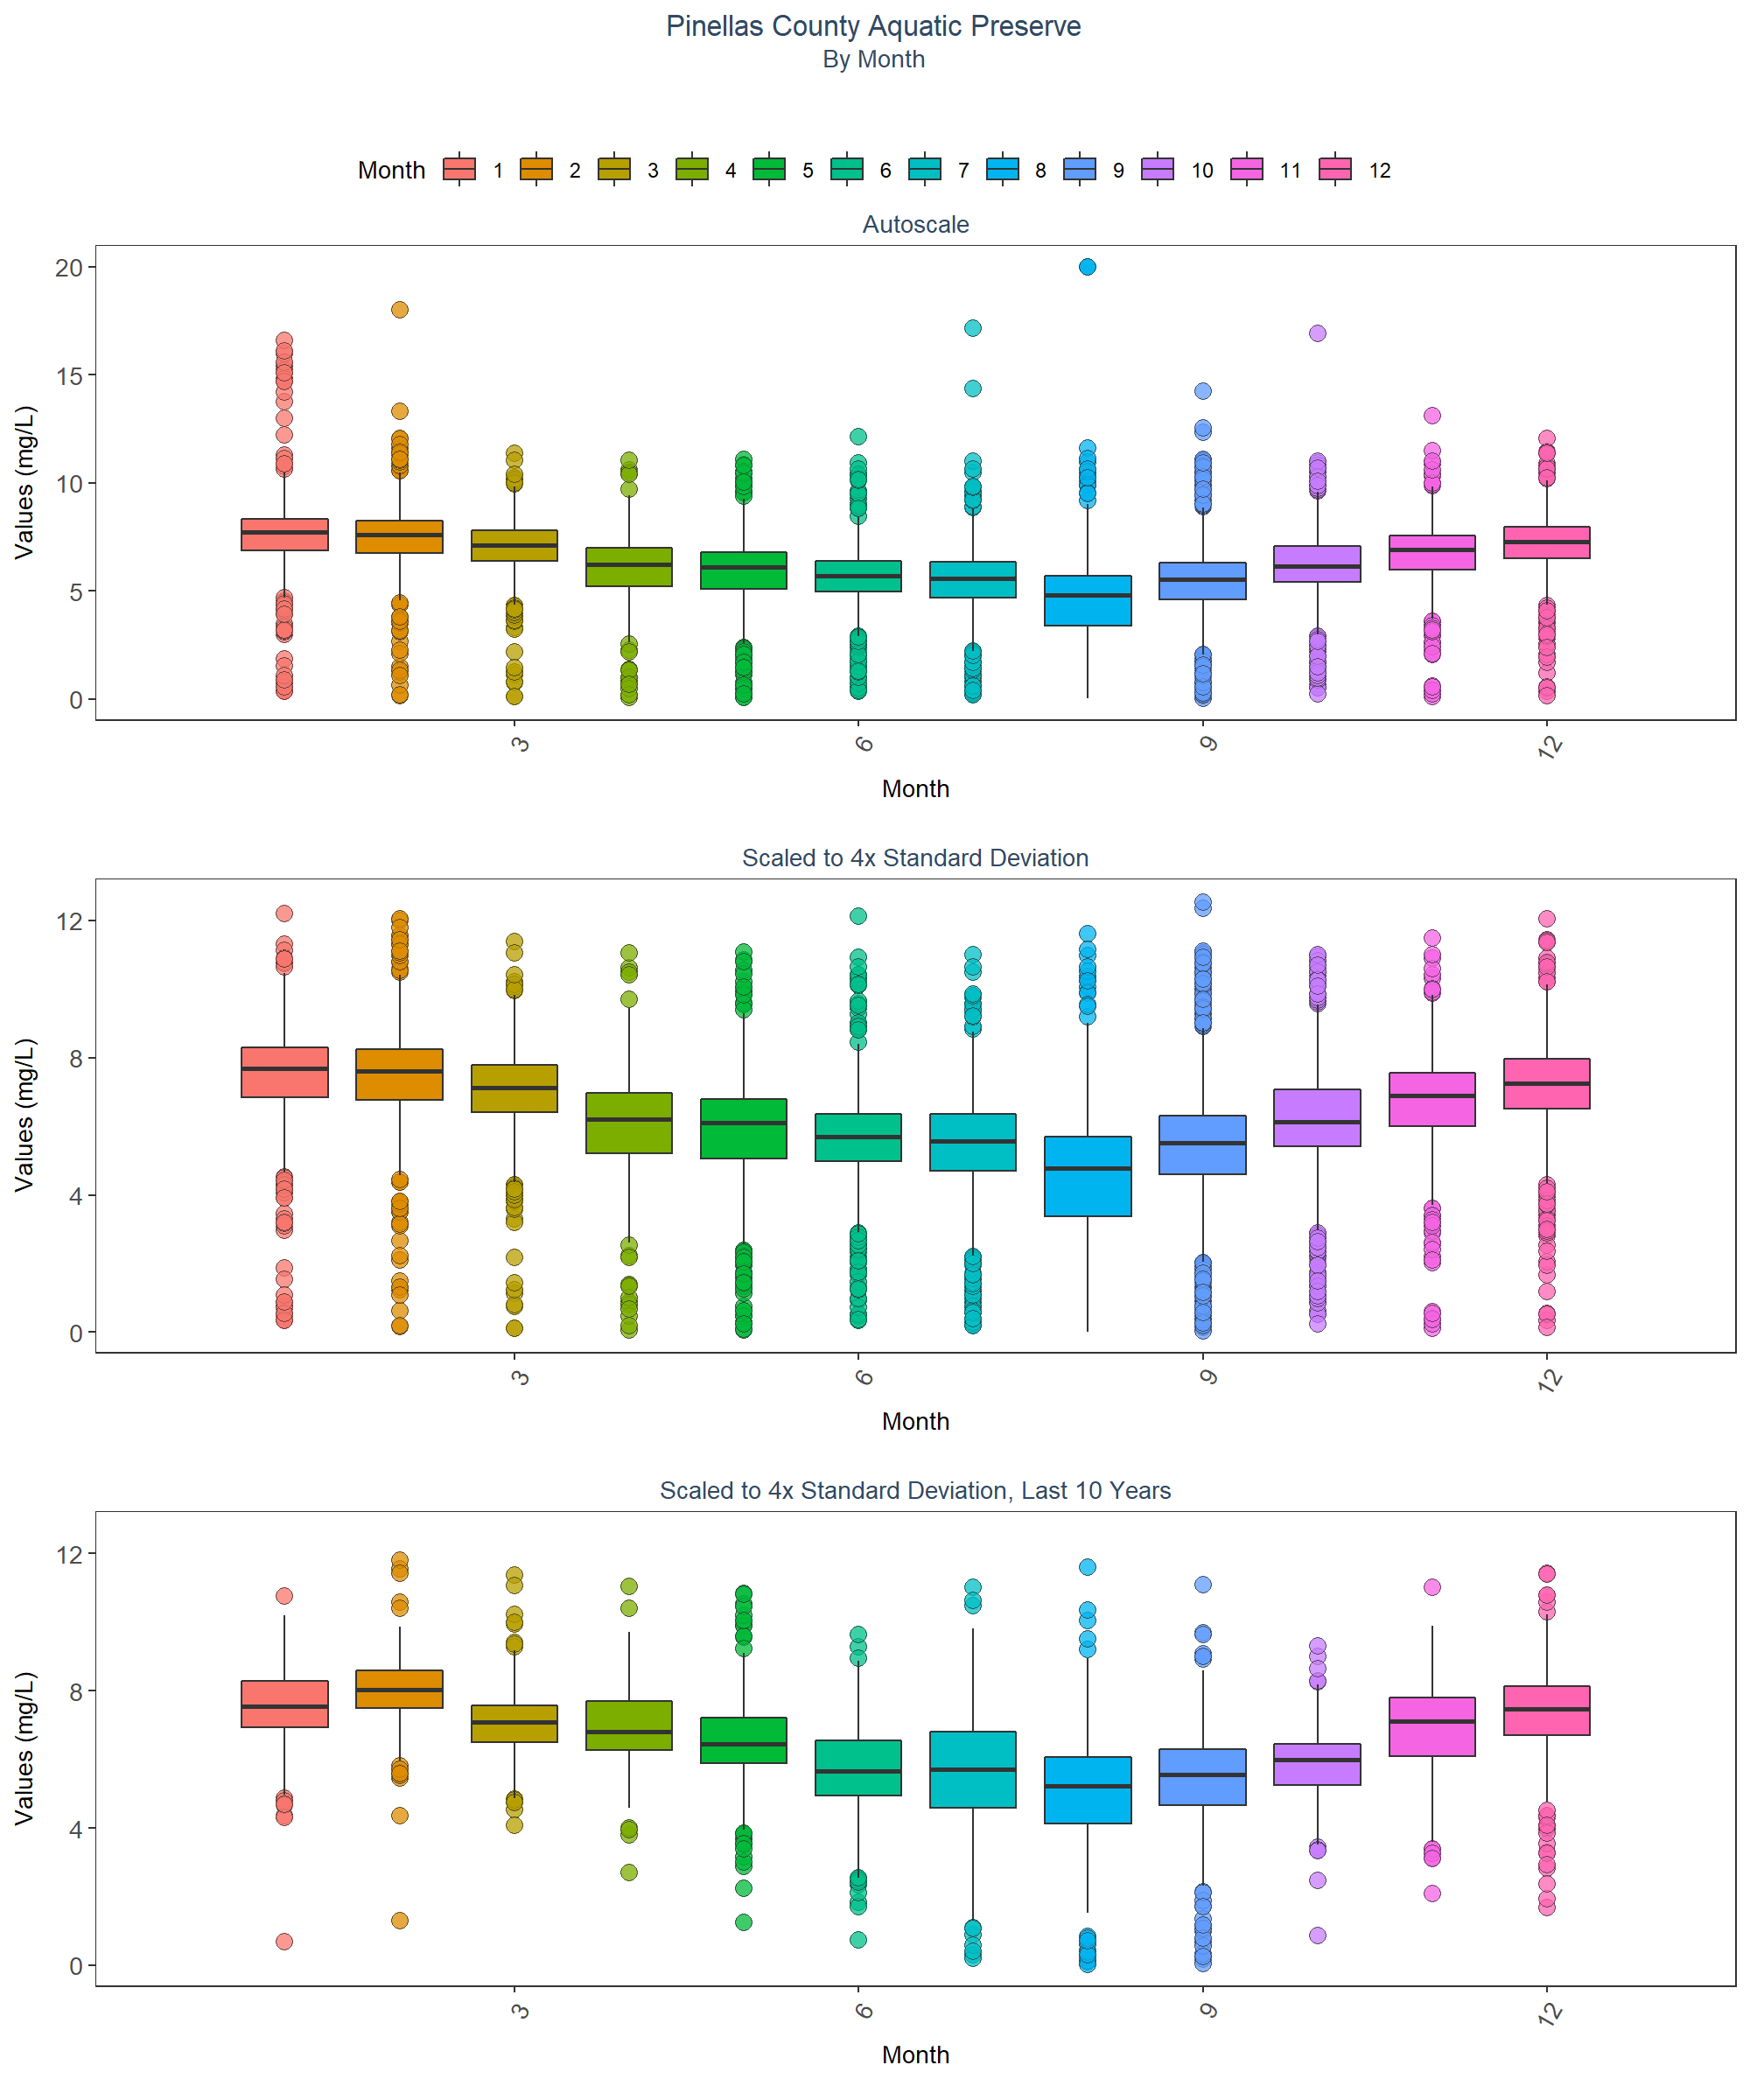 Pinellas County Aquatic Preserve
By Month
Month 1 2 3 4 5 6 7 8 9 10 11 12
Autoscale
Values (mg/L)
20
15
10
5
0
3 6 9 12
Month
Scaled to 4x Standard Deviation
Values (mg/L)
12
8
4
0
3 6 9 12
Month
Scaled to 4x Standard Deviation, Last 10 Years
Values (mg/L)
12
8
4
0
3 6 9 12
Month